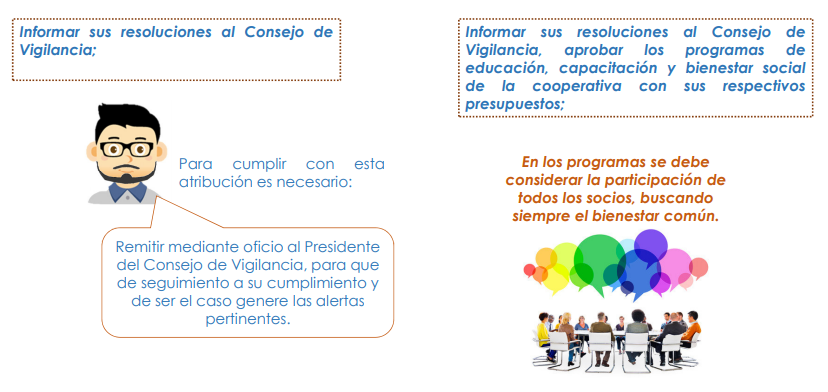 Informar sus resoluciones al Consejo de
Vigilancia;
Para cumplir con esta
atribución es necesario:
Remitir mediante oficio al Presidente
del Consejo de Vigilancia, para que
de seguimiento a su cumplimiento y
de ser el caso genere las alertas
pertinentes.
Informar sus resoluciones al Consejo de
Vigilancia, aprobar los programas de
educación, capacitación y bienestar social
de la cooperativa con sus respectivos
presupuestos;
En los programas se debe
considerar la participación de
todos los socios, buscando
siempre el bienestar común.